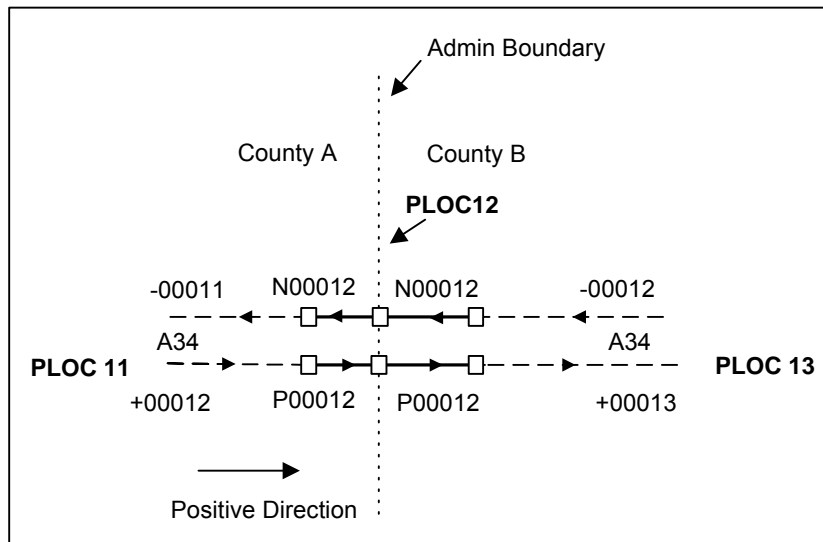 Admin Boundary
County A
County B
PLOC12
-00011
N00012
N00012
-00012
A34
A34
PLOC 11
PLOC 13
+00012
P00012
P00012
+00013
Positive Direction